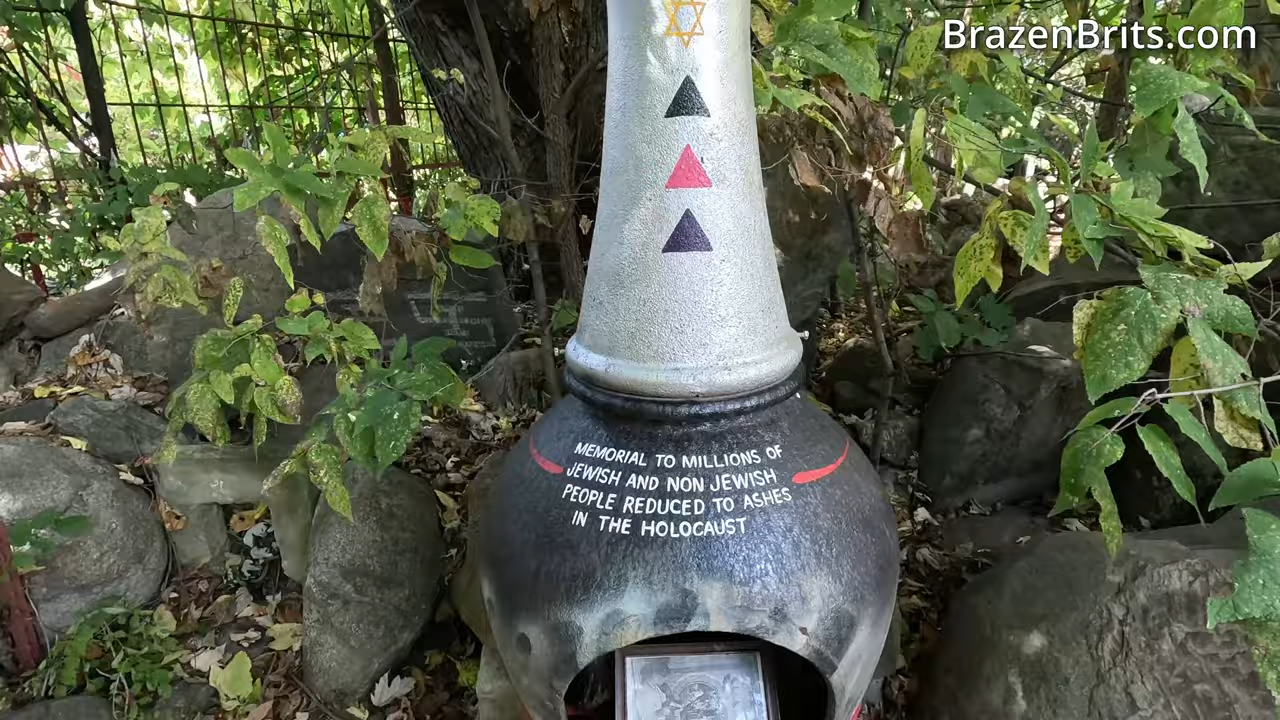 BrazenBrits.com
MEMORIAL TO MILLIONS OF
JEWISH AND NON JEWISH
PEOPLE REDUCED TO ASHES
IN THE HOLOCAUST